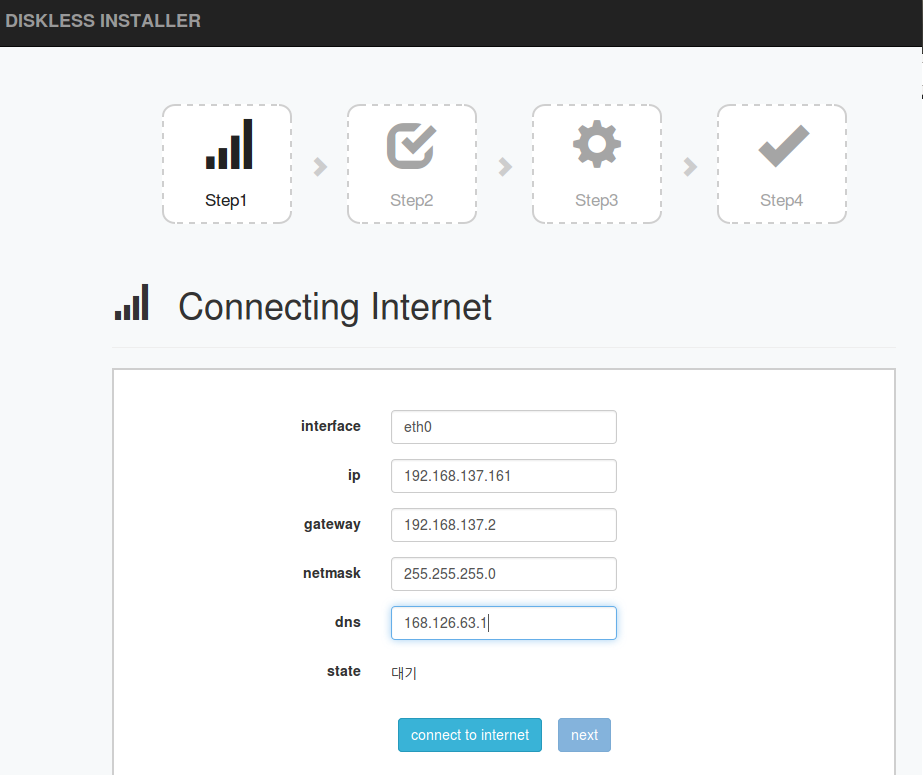 DISKLESS INSTALLER
Step1 Step2 Step3 Step4
Connecting Internet
interface eth0
ip 192.168.137.161
gateway 192.168.137.2
netmask 255.255.255.0
dns 168.126.63.1
state 대기
connect to internet next